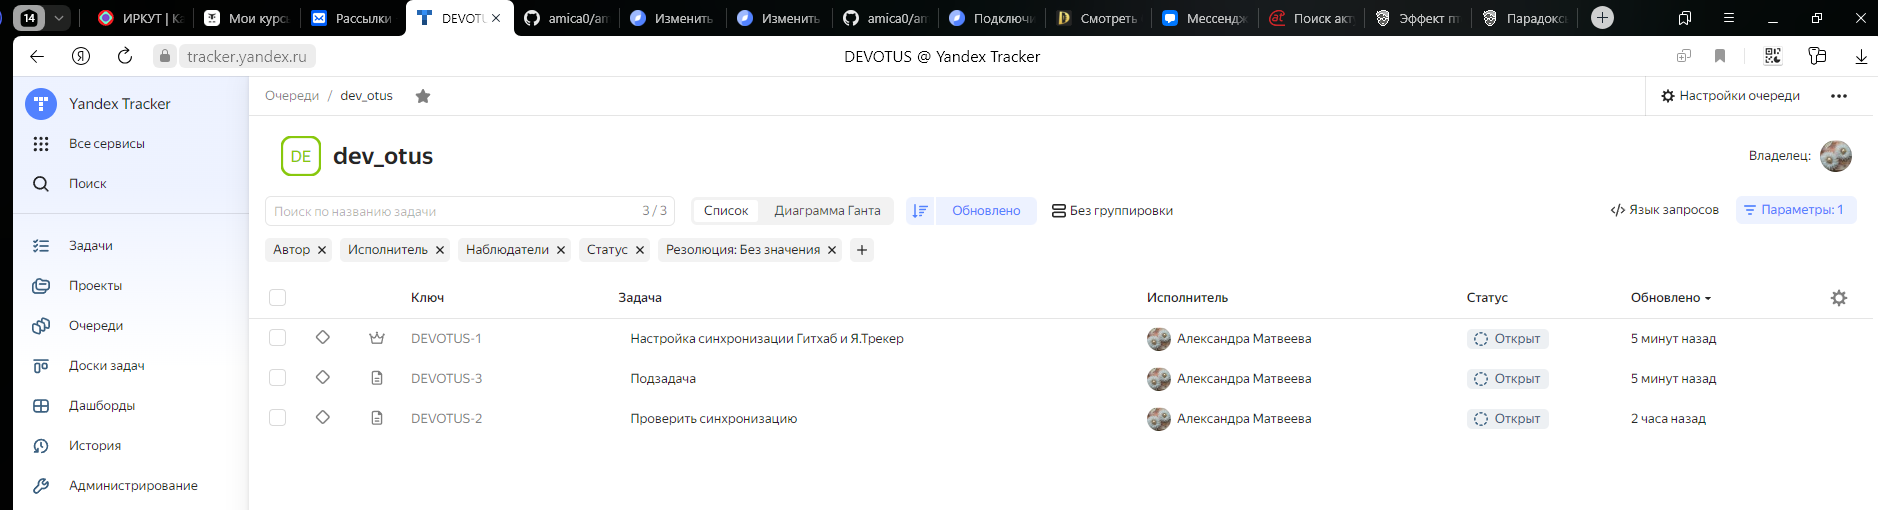 14 ИРКУТ | Ка Мои курсы Рассылки DEVOTU amica0/am Изменить Изменить amica0/am Подключи Смотреть Мессендж Поиск акт Эффект пт Парадокс
tracker.yandex.ru DEVOTUS @ Yandex Tracker
Yandex Tracker
Все сервисы
Поиск
Задачи
Проекты
Очереди
Доски задач
Дашборды
История
Администрирование
Очереди / dev_otus
Настройки очереди
DE dev_otus
Владелец:
Поиск по названию задачи 3 / 3 Список Диаграмма Ганта Обновлено Без группировки
</> Язык запросов Параметры: 1
Автор Исполнитель Наблюдатели Статус Резолюция: Без значения
Ключ Задача Исполнитель Статус Обновлено
DEVOTUS-1 Настройка синхронизации Гитхаб и Я.Трекер Александра Матвеева Открыт 5 минут назад
DEVOTUS-3 Подзадача Александра Матвеева Открыт 5 минут назад
DEVOTUS-2 Проверить синхронизацию Александра Матвеева Открыт 2 часа назад